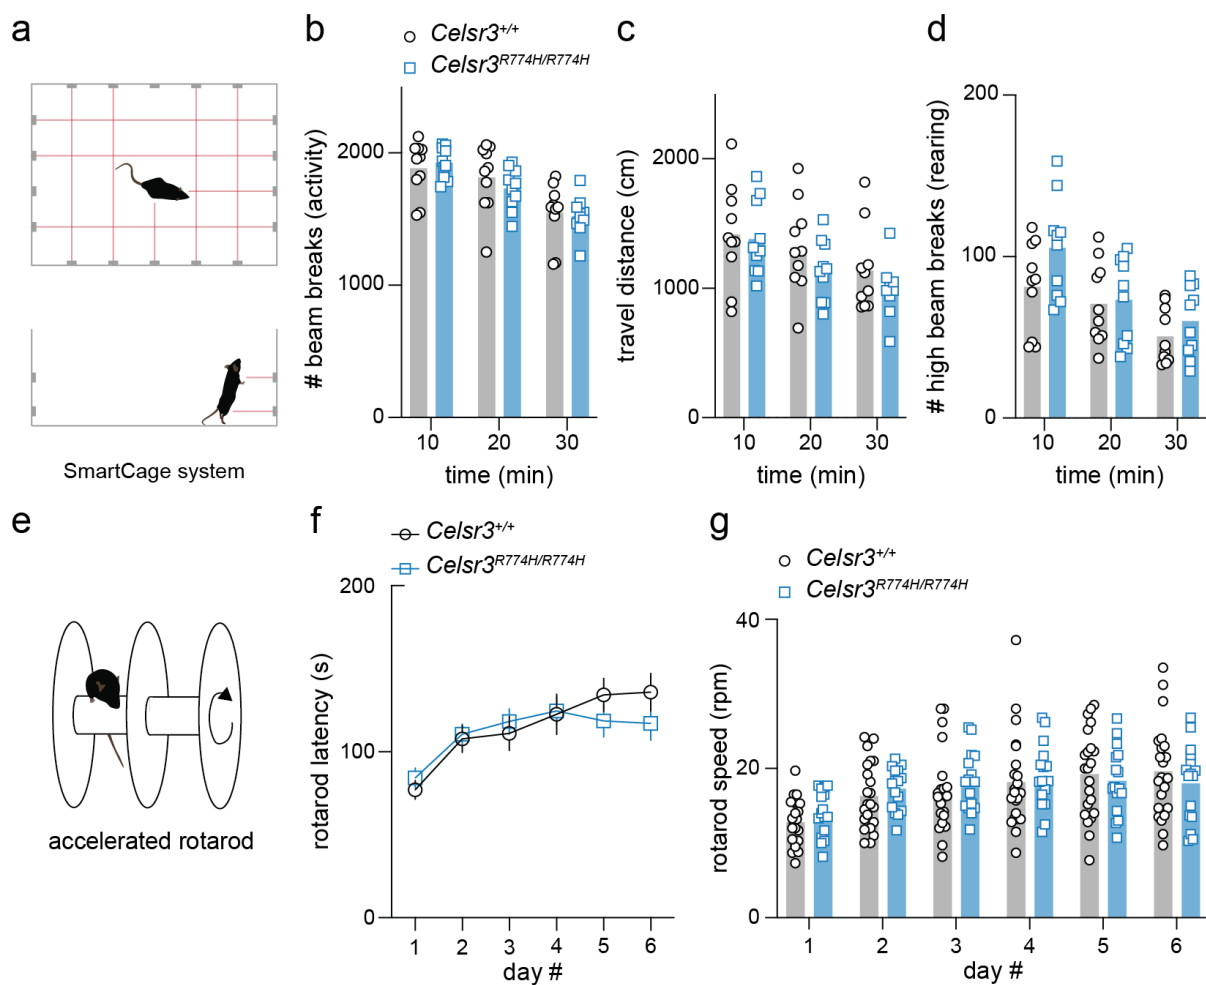 a
SmartCage system
b
Celsr3+/+
Celsr3R774H/R774H
# beam breaks (activity)
2000
1000
0
10 20 30
time (min)
c
travel distance (cm)
2000
1000
0
10 20 30
time (min)
d
# high beam breaks (rearing)
200
100
0
10 20 30
time (min)
e
accelerated rotarod
f
Celsr3+/+
Celsr3R774H/R774H
rotarod latency (s)
200
100
0
1 2 3 4 5 6
day #
g
Celsr3+/+
Celsr3R774H/R774H
rotarod speed (rpm)
40
20
0
1 2 3 4 5 6
day #